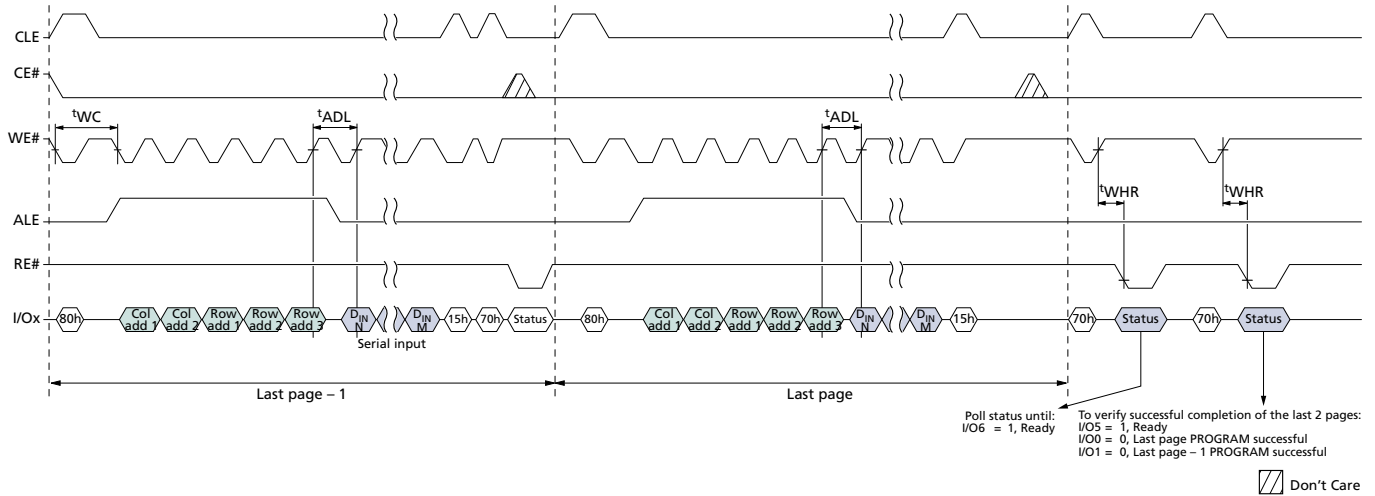 CLE
CE#
tWC
tADL
tADL
WE#
tWHR
tWHR
ALE
RE#
I/Ox
80h
Col add 1
Col add 2
Row add 1
Row add 2
Row add 3
DIN N
DIN M
15h
70h
Status
80h
Col add 1
Col add 2
Row add 1
Row add 2
Row add 3
DIN N
DIN M
15h
70h
Status
70h
Status
Serial input
Last page – 1
Last page
Poll status until:
I/O6 = 1, Ready
To verify successful completion of the last 2 pages:
I/O5 = 1, Ready
I/O0 = 0, Last page PROGRAM successful
I/O1 = 0, Last page – 1 PROGRAM successful
Don't Care